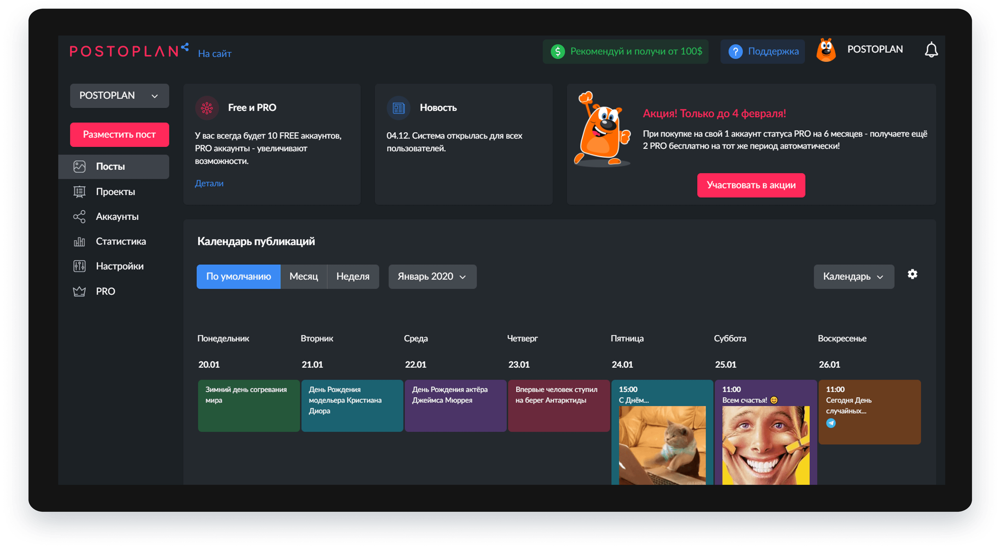 POSTOPLAN
На сайт
Рекомендуй и получи от 100$
Поддержка
POSTOPLAN
POSTOPLAN
Разместить пост
Посты
Проекты
Аккаунты
Статистика
Настройки
PRO
Free и PRO
У вас всегда будет 10 FREE аккаунтов,
PRO аккаунты - увеличивают
возможности.
Детали
Новость
04.12. Система открылась для всех
пользователей.
Акция! Только до 4 февраля!
При покупке на свой 1 аккаунт статуса PRO на 6 месяцев - получаете ещё
2 PRO бесплатно на тот же период автоматически!
Участвовать в акции
Календарь публикаций
По умолчанию
Месяц
Неделя
Январь 2020
Календарь
Понедельник
Вторник
Среда
Четверг
Пятница
Суббота
Воскресенье
20.01
21.01
22.01
23.01
24.01
25.01
26.01
Зимний день согревания
мира
День Рождения
модельера Кристиана
Диора
День Рождения актёра
Джеймса Мюррея
Впервые человек ступил
на берег Антарктиды
15:00
С Днём...
11:00
Всем счастья! 😊
11:00
Сегодня День
случайных...